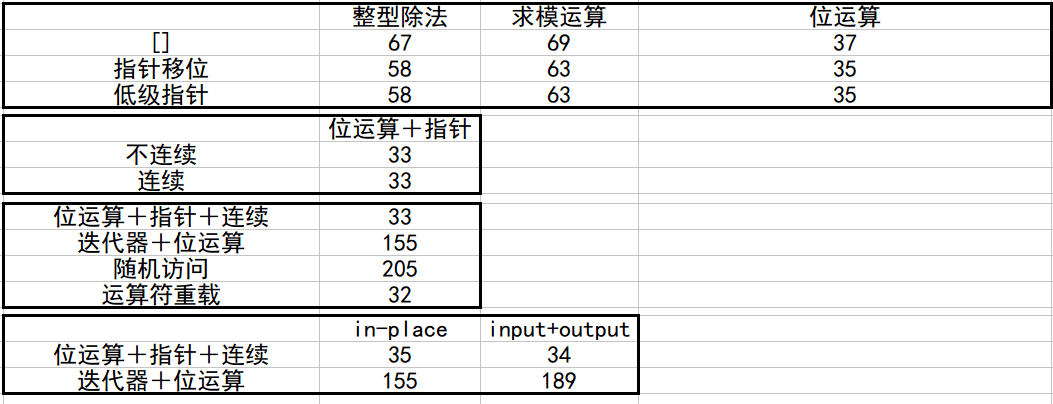 整型除法 求模运算 位运算
[] 67 69 37
指针移位 58 63 35
低级指针 58 63 35
位运算＋指针
不连续 33
连续 33
位运算＋指针＋连续 33
迭代器＋位运算 155
随机访问 205
运算符重载 32
in-place input+output
位运算＋指针＋连续 35 34
迭代器＋位运算 155 189